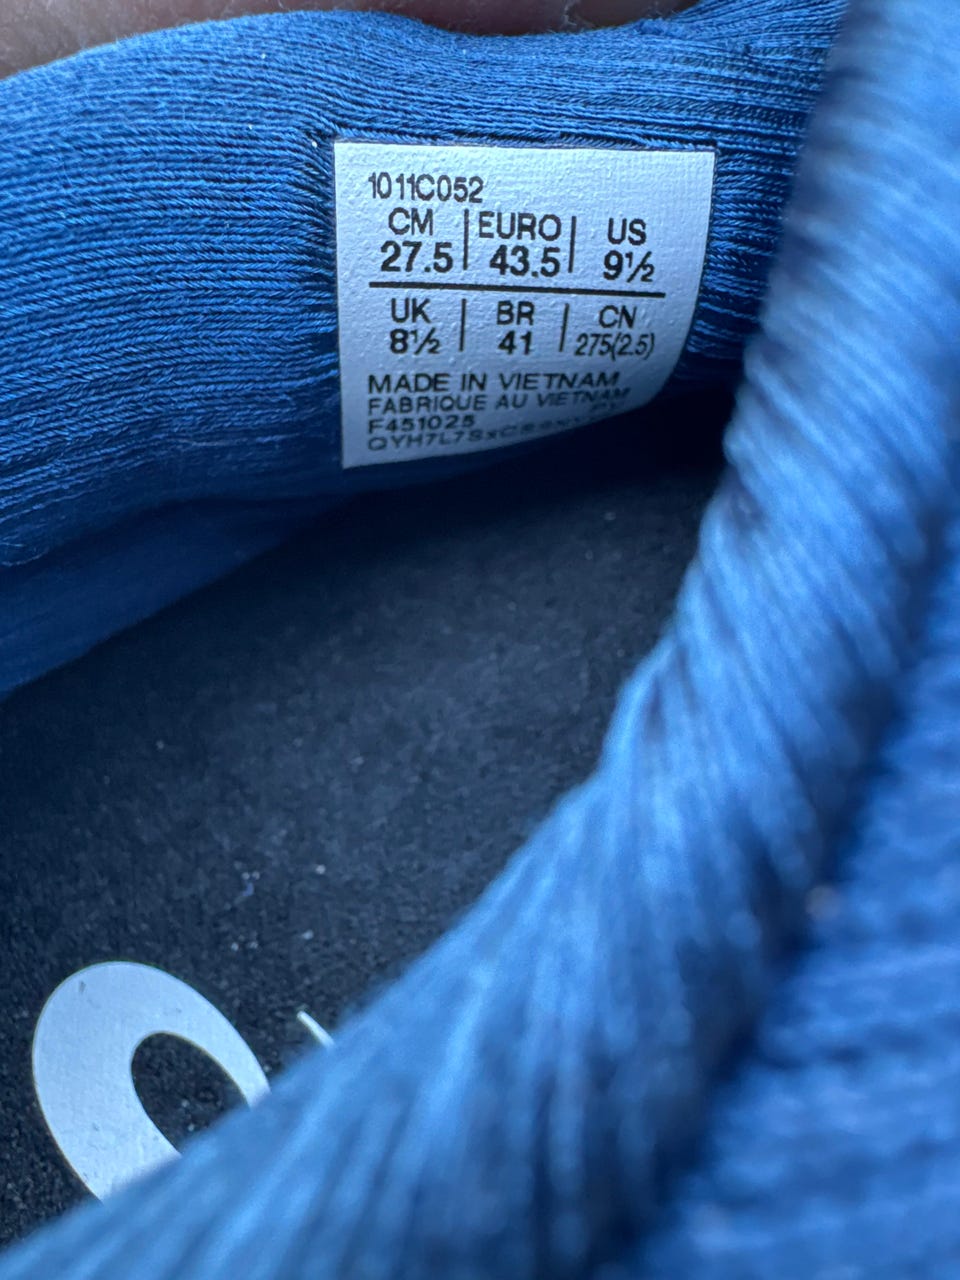 1011C052
CM | EURO | US
27.5 | 43.5 | 9½
UK | BR | CN
8½ | 41 | 275(2.5)
MADE IN VIETNAM
FABRIQUE AU VIETNAM
F451025